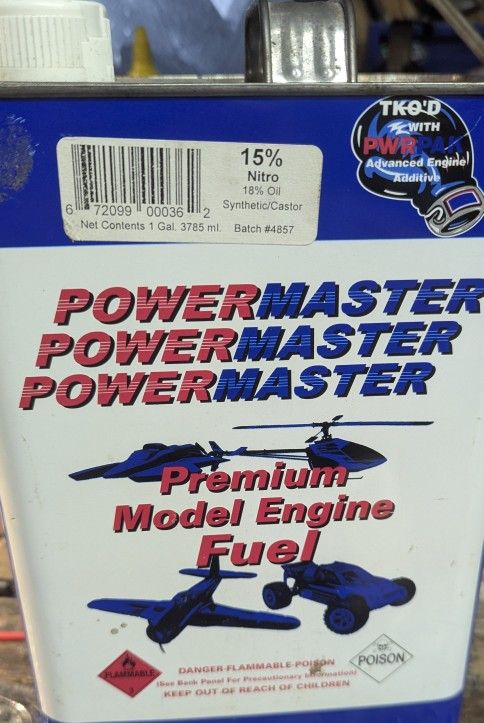 TKO'D
WITH
PWRPAK
Advanced Engine
Additive
15%
Nitro
18% Oil
Synthetic/Castor
6 72099 00036 2
Net Contents 1 Gal. 3785 ml. Batch #4857
POWERMASTER
POWERMASTER
POWERMASTER
Premium
Model Engine
Fuel
FLAMMABLE
3
DANGER-FLAMMABLE-POISON
(See Back Panel For Precautionary Information)
KEEP OUT OF REACH OF CHILDREN
POISON